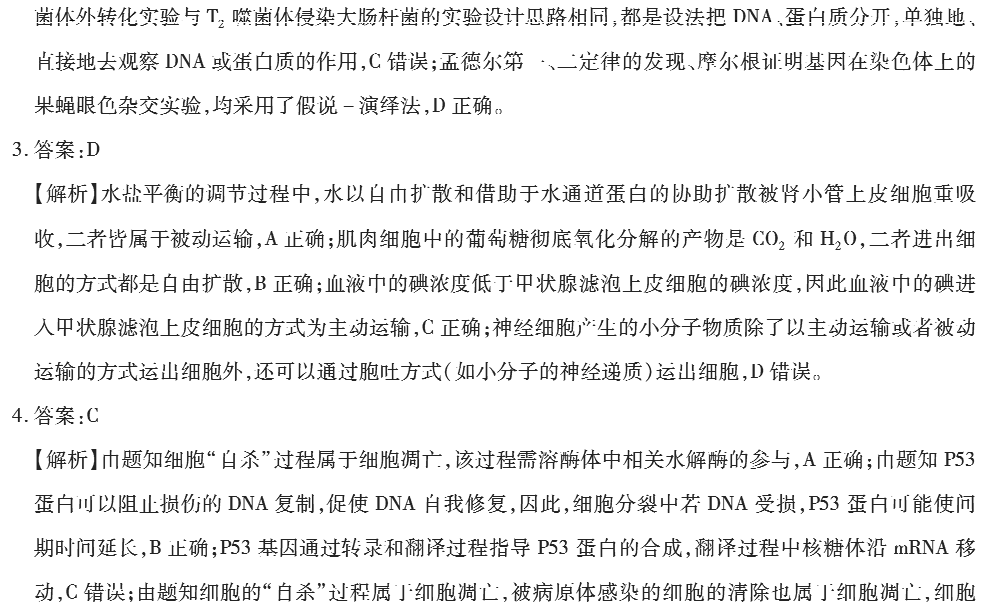 菌体外转化实验与 T₂ 噬菌体侵染大肠杆菌的实验设计思路相同,都是设法把 DNA、蛋白质分开,单独地、
直接地去观察 DNA 或蛋白质的作用,C 错误;孟德尔第一、二定律的发现、摩尔根证明基因在染色体上的
果蝇眼色杂交实验,均采用了假说－演绎法,D 正确。
3. 答案:D
【解析】水盐平衡的调节过程中,水以自由扩散和借助于水通道蛋白的协助扩散被肾小管上皮细胞重吸
收,二者皆属于被动运输,A 正确;肌肉细胞中的葡萄糖彻底氧化分解的产物是 CO₂ 和 H₂O,二者进出细
胞的方式都是自由扩散,B 正确;血液中的碘浓度低于甲状腺滤泡上皮细胞的碘浓度,因此血液中的碘进
入甲状腺滤泡上皮细胞的方式为主动运输,C 正确;神经细胞产生的小分子物质除了以主动运输或者被动
运输的方式运出细胞外,还可以通过胞吐方式(如小分子的神经递质)运出细胞,D 错误。
4. 答案:C
【解析】由题知细胞“自杀”过程属于细胞凋亡,该过程需溶酶体中相关水解酶的参与,A 正确;由题知 P53
蛋白可以阻止损伤的 DNA 复制,促使 DNA 自我修复,因此,细胞分裂中若 DNA 受损,P53 蛋白可能使间
期时间延长,B 正确;P53 基因通过转录和翻译过程指导 P53 蛋白的合成,翻译过程中核糖体沿 mRNA 移
动,C 错误;由题知细胞的“自杀”过程属于细胞凋亡,被病原体感染的细胞的清除也属于细胞凋亡,细胞